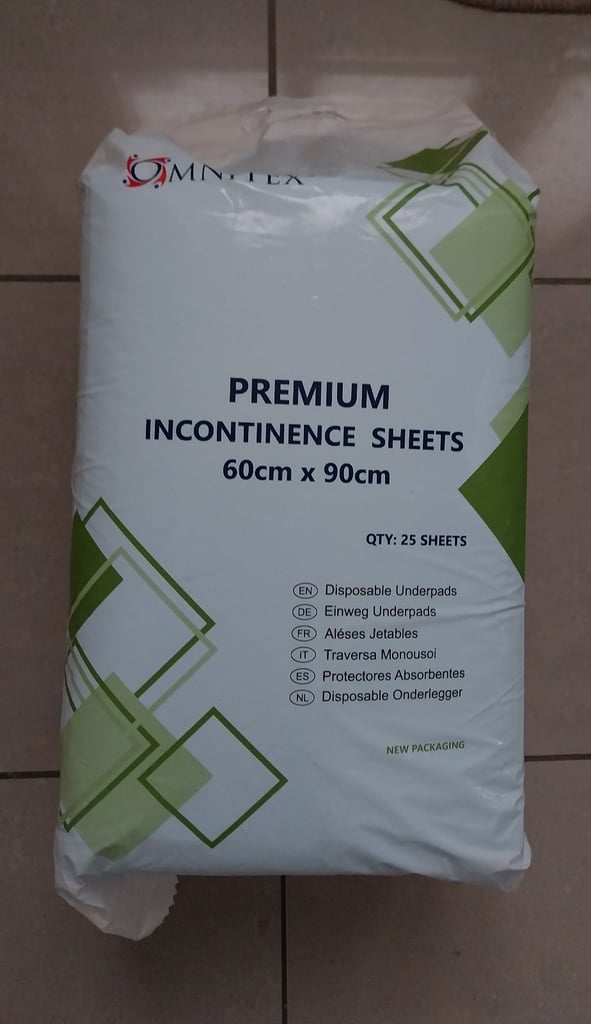 OMNITEX
PREMIUM
INCONTINENCE SHEETS
60cm x 90cm
QTY: 25 SHEETS
EN Disposable Underpads
DE Einweg Underpads
FR Aléses Jetables
IT Traversa Monousoi
ES Protectores Absorbentes
NL Disposable Onderlegger
NEW PACKAGING